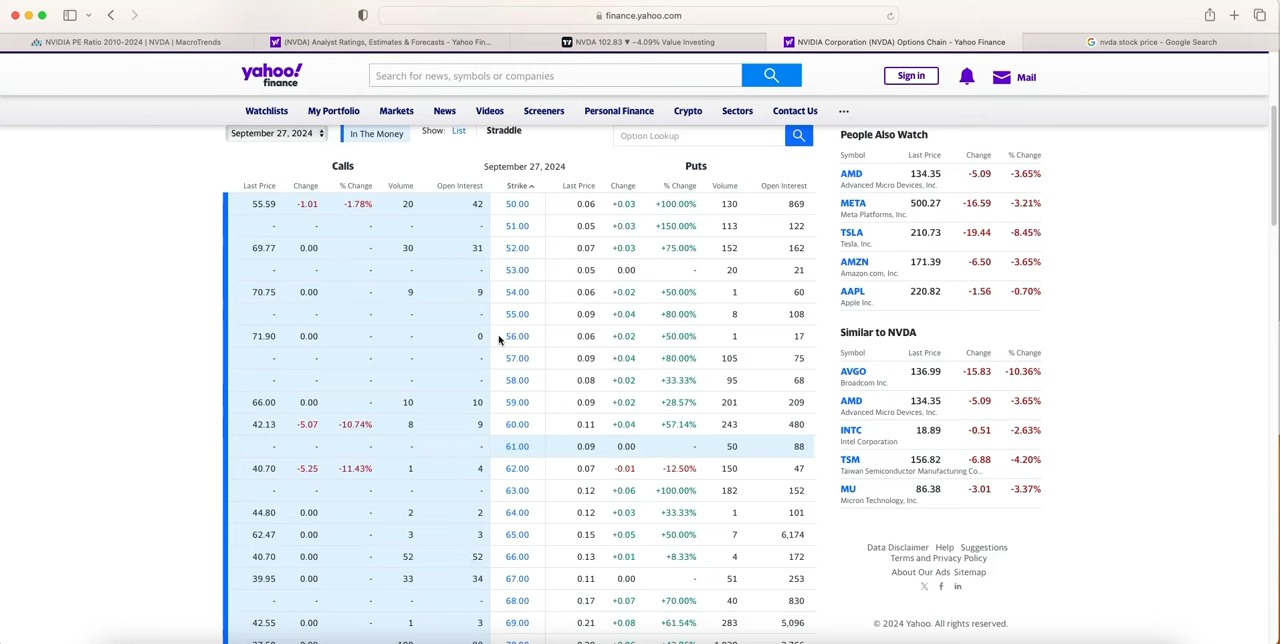 finance.yahoo.com
NVIDIA PE Ratio 2010-2024 | NVDA | MacroTrends
(NVDA) Analyst Ratings, Estimates & Forecasts - Yahoo Fin...
NVDA 102.83 ▼ −4.09% Value Investing
NVIDIA Corporation (NVDA) Options Chain - Yahoo Finance
nvda stock price - Google Search
yahoo!
finance
Search for news, symbols or companies
Sign in
Mail
Watchlists My Portfolio Markets News Videos Screeners Personal Finance Crypto Sectors Contact Us ...
September 27, 2024 In The Money Show: List Straddle Option Lookup
Calls September 27, 2024 Puts
Last Price Change % Change Volume Open Interest Strike Last Price Change % Change Volume Open Interest
55.59 -1.01 -1.78% 20 42 50.00 0.06 +0.03 +100.00% 130 869
- - - - - 51.00 0.05 +0.03 +150.00% 113 122
69.77 0.00 - 30 31 52.00 0.07 +0.03 +75.00% 152 162
- - - - - 53.00 0.05 0.00 - 20 21
70.75 0.00 - 9 9 54.00 0.06 +0.02 +50.00% 1 60
- - - - - 55.00 0.09 +0.04 +80.00% 8 108
71.90 0.00 - - 0 56.00 0.06 +0.02 +50.00% 1 17
- - - - - 57.00 0.09 +0.04 +80.00% 105 75
- - - - - 58.00 0.08 +0.02 +33.33% 95 68
66.00 0.00 - 10 10 59.00 0.09 +0.02 +28.57% 201 209
42.13 -5.07 -10.74% 8 9 60.00 0.11 +0.04 +57.14% 243 480
- - - - - 61.00 0.09 0.00 - 50 88
40.70 -5.25 -11.43% 1 4 62.00 0.07 -0.01 -12.50% 150 47
- - - - - 63.00 0.12 +0.06 +100.00% 182 152
44.80 0.00 - 2 2 64.00 0.12 +0.03 +33.33% 1 101
62.47 0.00 - 3 3 65.00 0.15 +0.05 +50.00% 7 6,174
40.70 0.00 - 52 52 66.00 0.13 +0.01 +8.33% 4 172
39.95 0.00 - 33 34 67.00 0.11 0.00 - 51 253
- - - - - 68.00 0.17 +0.07 +70.00% 40 830
42.55 0.00 - 1 3 69.00 0.21 +0.08 +61.54% 283 5,096
People Also Watch
Symbol Last Price Change % Change
AMD 134.35 -5.09 -3.65%
Advanced Micro Devices, Inc.
META 500.27 -16.59 -3.21%
Meta Platforms, Inc.
TSLA 210.73 -19.44 -8.45%
Tesla, Inc.
AMZN 171.39 -6.50 -3.65%
Amazon.com, Inc.
AAPL 220.82 -1.56 -0.70%
Apple Inc.
Similar to NVDA
Symbol Last Price Change % Change
AVGO 136.99 -15.83 -10.36%
Broadcom Inc.
AMD 134.35 -5.09 -3.65%
Advanced Micro Devices, Inc.
INTC 18.89 -0.51 -2.63%
Intel Corporation
TSM 156.82 -6.88 -4.20%
Taiwan Semiconductor Manufacturing Co...
MU 86.38 -3.01 -3.37%
Micron Technology, Inc.
Data Disclaimer Help Suggestions
Terms and Privacy Policy
About Our Ads Sitemap
© 2024 Yahoo. All rights reserved.